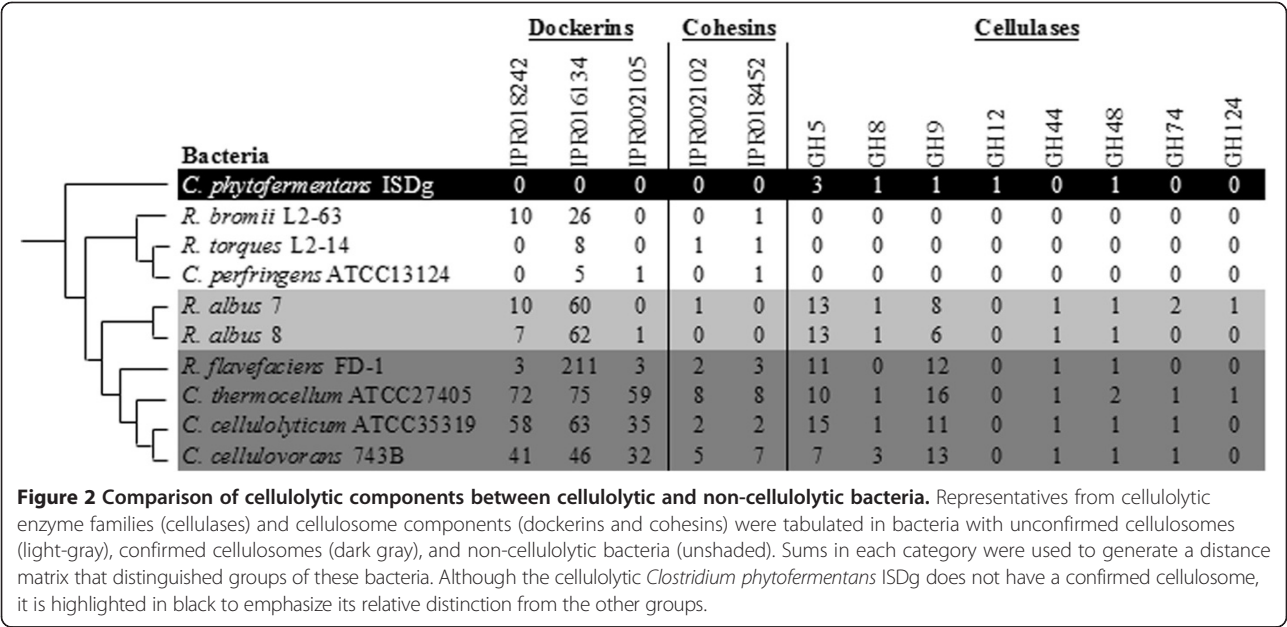 Dockerins Cohesins Cellulases
Bacteria IPR018242 IPR016134 IPR002105 IPR002102 IPR018452 GH5 GH8 GH9 GH12 GH44 GH48 GH74 GH124
C. phytofermentans ISDg 0 0 0 0 0 3 1 1 1 0 1 0 0
R. bromii L2-63 10 26 0 0 1 0 0 0 0 0 0 0 0
R. torques L2-14 0 8 0 1 1 0 0 0 0 0 0 0 0
C. perfringens ATCC13124 0 5 1 0 1 0 0 0 0 0 0 0 0
R. albus 7 10 60 0 1 0 13 1 8 0 1 1 2 1
R. albus 8 7 62 1 0 0 13 1 6 0 1 1 0 0
R. flavefaciens FD-1 3 211 3 2 3 11 0 12 0 1 1 0 0
C. thermocellum ATCC27405 72 75 59 8 8 10 1 16 0 1 2 1 1
C. cellulolyticum ATCC35319 58 63 35 2 2 15 1 11 0 1 1 1 0
C. cellulovorans 743B 41 46 32 5 7 7 3 13 0 1 1 1 0
Figure 2 Comparison of cellulolytic components between cellulolytic and non-cellulolytic bacteria. Representatives from cellulolytic
enzyme families (cellulases) and cellulosome components (dockerins and cohesins) were tabulated in bacteria with unconfirmed cellulosomes
(light-gray), confirmed cellulosomes (dark gray), and non-cellulolytic bacteria (unshaded). Sums in each category were used to generate a distance
matrix that distinguished groups of these bacteria. Although the cellulolytic Clostridium phytofermentans ISDg does not have a confirmed cellulosome,
it is highlighted in black to emphasize its relative distinction from the other groups.